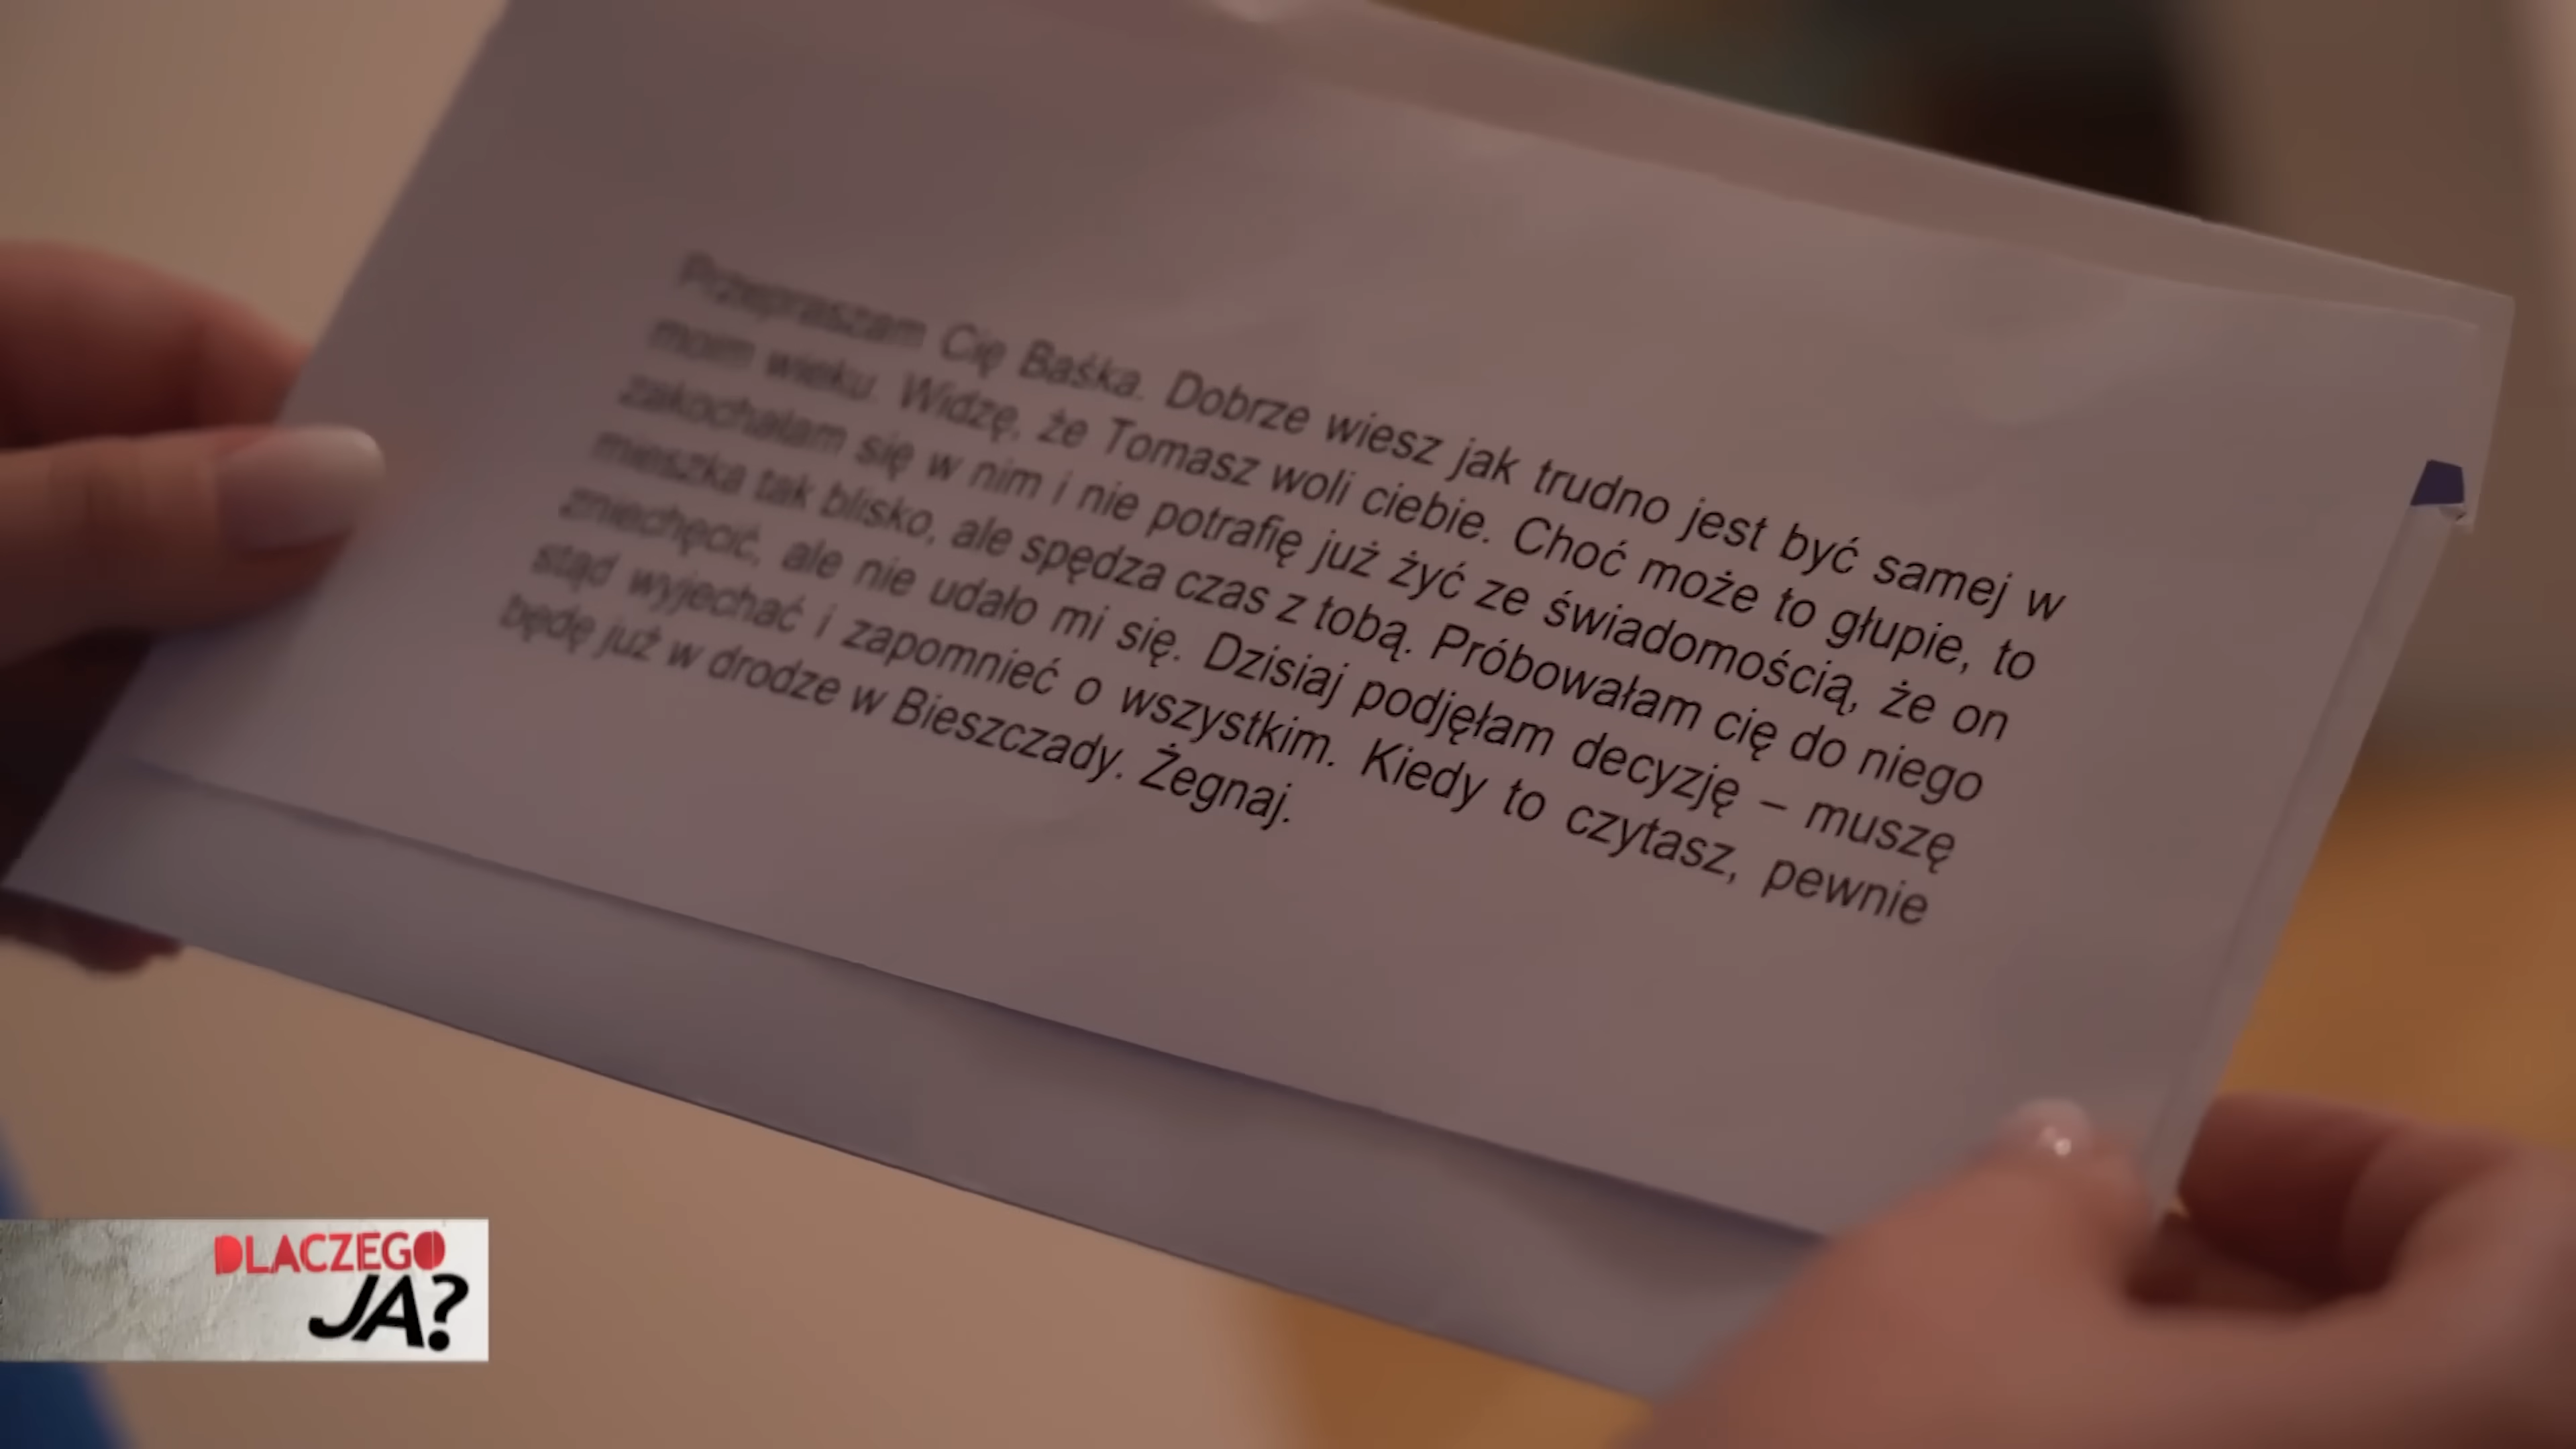 Przepraszam Cię Baśka. Dobrze wiesz jak trudno jest być samej w
moim wieku. Widzę, że Tomasz woli ciebie. Choć może to głupie, to
zakochałam się w nim i nie potrafię już żyć ze świadomością, że on
mieszka tak blisko, ale spędza czas z tobą. Próbowałam cię do niego
zniechęcić, ale nie udało mi się. Dzisiaj podjęłam decyzję – muszę
stąd wyjechać i zapomnieć o wszystkim. Kiedy to czytasz, pewnie
będę już w drodze w Bieszczady. Żegnaj.
DLACZEGO
JA?